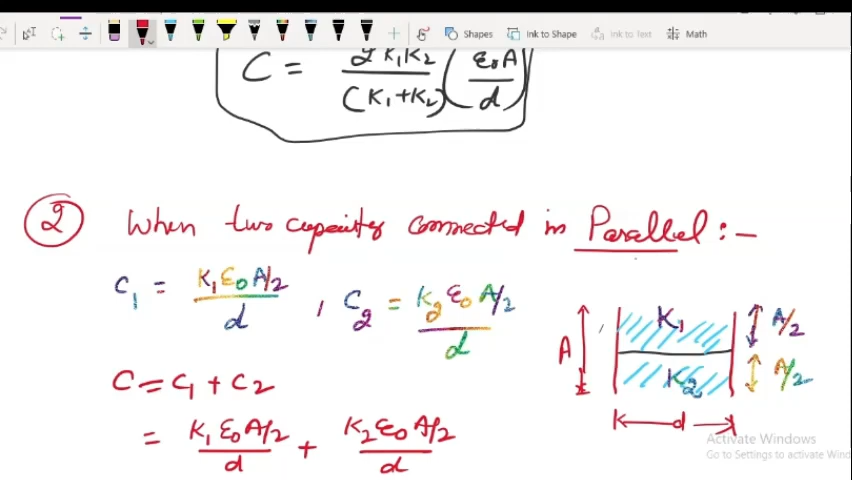 Shapes Ink to Shape Ink to Text Math
C = 2K₁K₂/(K₁+K₂) (ε₀A/d)
② When two capacity connected in Parallel :-
C₁ = K₁ε₀A/2 / d , C₂ = K₂ε₀A/2 / d
K₁ A/2
A
K₂ A/2
d
C = C₁ + C₂
= K₁ε₀A/2 / d + K₂ε₀A/2 / d
Activate Windows
Go to Settings to activate Wind